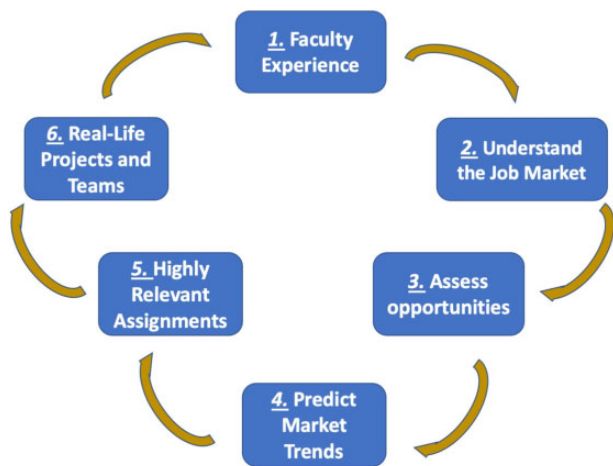 1. Faculty
Experience
2. Understand
the Job Market
3. Assess
opportunities
4. Predict
Market
Trends
5. Highly
Relevant
Assignments
6. Real-Life
Projects and
Teams